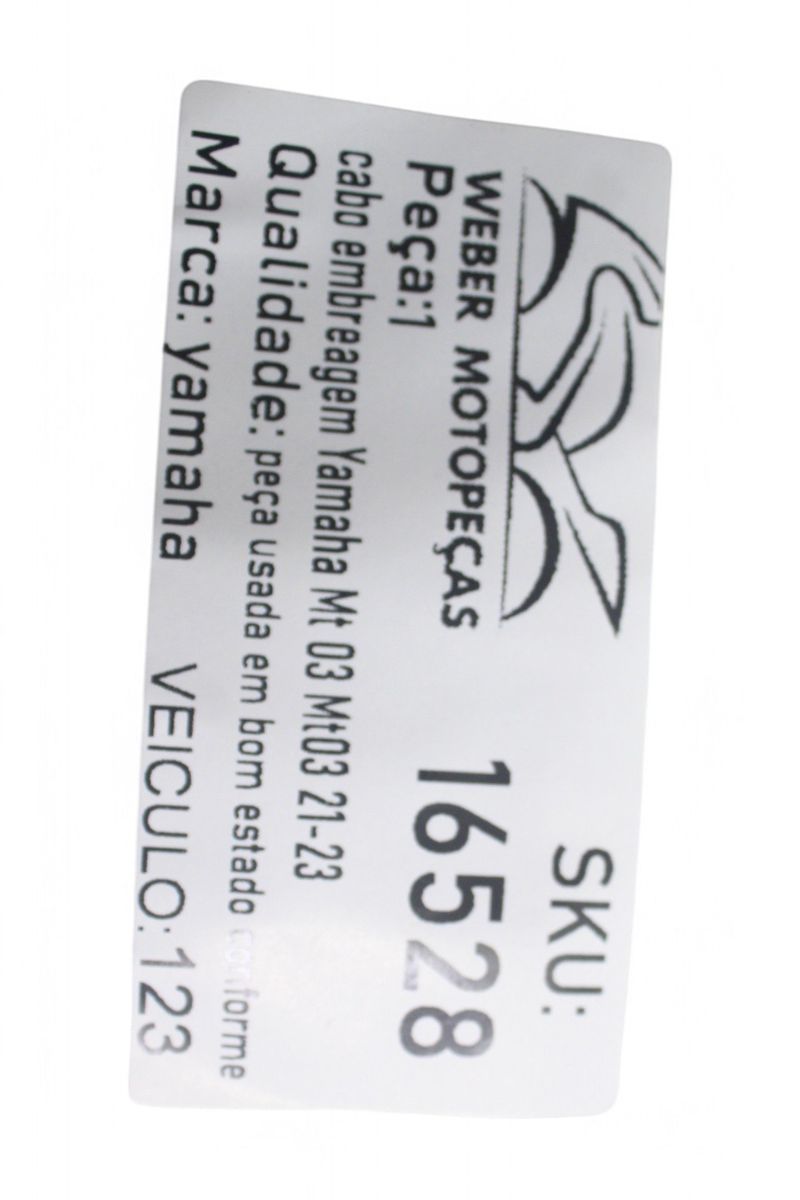 WEBER MOTOPEÇAS
SKU:
16528
Peça:1
cabo embreagem Yamaha Mt 03 Mt03 21-23
Qualidade: peça usada em bom estado conforme
Marca: yamaha VEICULO:123